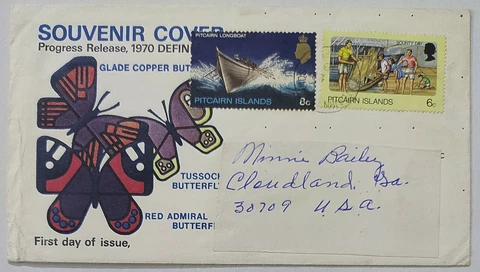 SOUVENIR COVER
Progress Release, 1970 DEFIN
GLADE COPPER BUT
PITCAIRN LONGBOAT
PITCAIRN ISLANDS
8c
PITCAIRN ISLANDS
6c
TUSSOCK
BUTTERFL
RED ADMIRAL
BUTTERF
First day of issue,
Minnie Bailey
Cloudland, Ga.
30709 U.S.A.